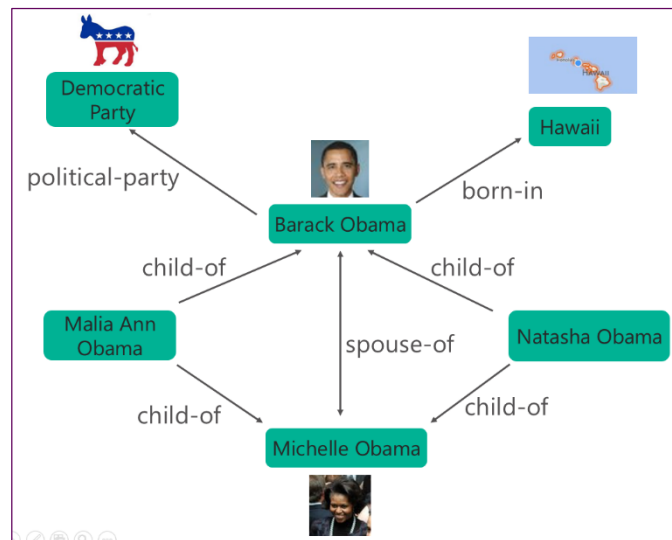 Democratic
Party
HAWAII
Hawaii
political-party
born-in
Barack Obama
child-of
child-of
Malia Ann
Obama
spouse-of
Natasha Obama
child-of
child-of
Michelle Obama